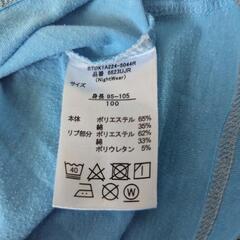 品番 6823UJR
(NightWear)
サイズ
身長 95-105
100
本体 ポリエステル 65%
綿 35%
リブ部分 ポリエステル 62%
綿 33%
ポリウレタン 5%
40
W